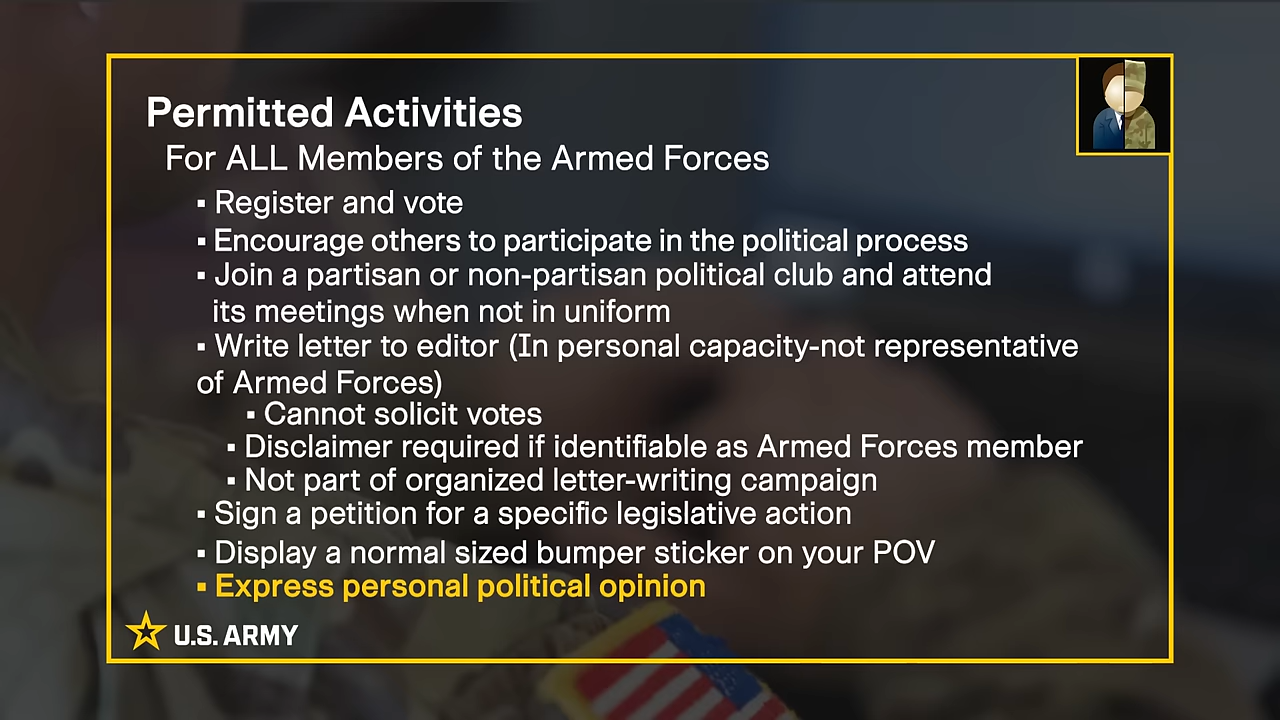 Permitted Activities
For ALL Members of the Armed Forces
▪ Register and vote
▪ Encourage others to participate in the political process
▪ Join a partisan or non-partisan political club and attend
its meetings when not in uniform
▪ Write letter to editor (In personal capacity-not representative
of Armed Forces)
▪ Cannot solicit votes
▪ Disclaimer required if identifiable as Armed Forces member
▪ Not part of organized letter-writing campaign
▪ Sign a petition for a specific legislative action
▪ Display a normal sized bumper sticker on your POV
▪ Express personal political opinion
U.S. ARMY